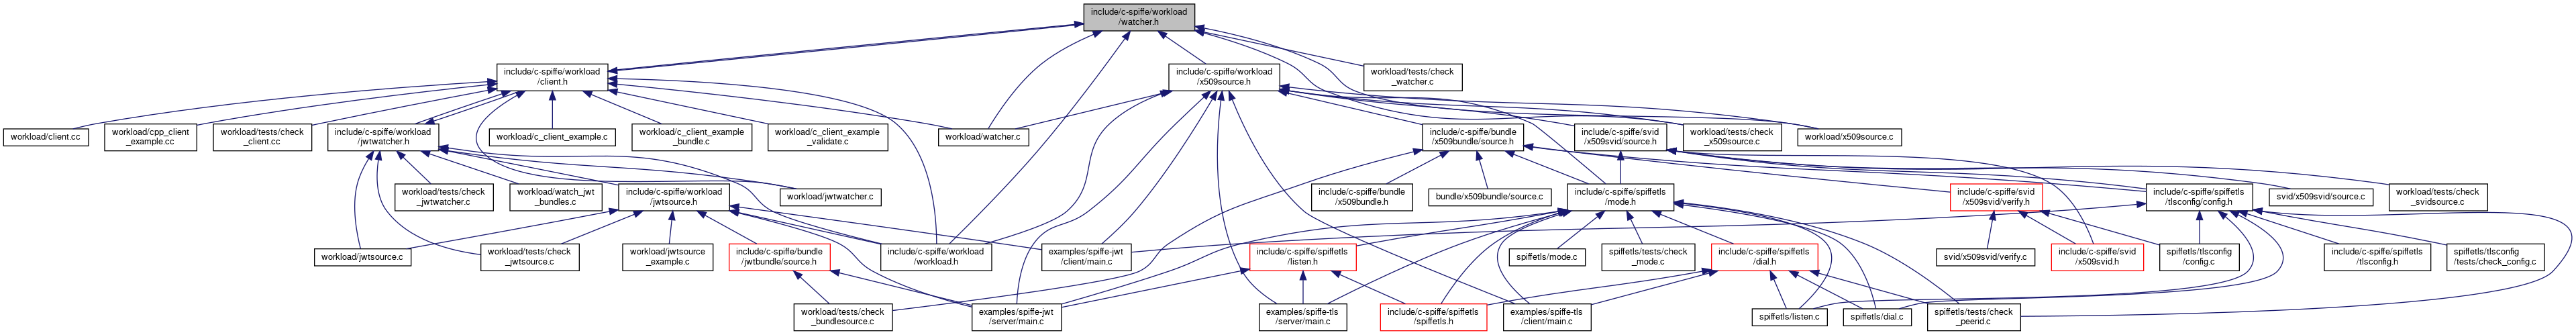 include/c-spiffe/workload
/watcher.h
include/c-spiffe/workload
/client.h
include/c-spiffe/workload
/x509source.h
workload/tests/check
_watcher.c
workload/client.cc
workload/cpp_client
_example.cc
workload/tests/check
_client.cc
include/c-spiffe/workload
/jwtwatcher.h
workload/c_client_example.c
workload/c_client_example
_bundle.c
workload/c_client_example
_validate.c
workload/watcher.c
include/c-spiffe/bundle
/x509bundle/source.h
include/c-spiffe/svid
/x509svid/source.h
workload/tests/check
_x509source.c
workload/x509source.c
workload/tests/check
_jwtwatcher.c
workload/watch_jwt
_bundles.c
include/c-spiffe/workload
/jwtsource.h
workload/jwtwatcher.c
include/c-spiffe/bundle
/x509bundle.h
bundle/x509bundle/source.c
include/c-spiffe/spiffetls
/mode.h
include/c-spiffe/svid
/x509svid/verify.h
include/c-spiffe/spiffetls
/tlsconfig/config.h
svid/x509svid/source.c
workload/tests/check
_svidsource.c
workload/jwtsource.c
workload/tests/check
_jwtsource.c
workload/jwtsource
_example.c
include/c-spiffe/bundle
/jwtbundle/source.h
include/c-spiffe/workload
/workload.h
examples/spiffe-jwt
/client/main.c
include/c-spiffe/spiffetls
/listen.h
spiffetls/mode.c
spiffetls/tests/check
_mode.c
include/c-spiffe/spiffetls
/dial.h
svid/x509svid/verify.c
include/c-spiffe/svid
/x509svid.h
spiffetls/tlsconfig
/config.c
include/c-spiffe/spiffetls
/tlsconfig.h
spiffetls/tlsconfig
/tests/check_config.c
workload/tests/check
_bundlesource.c
examples/spiffe-jwt
/server/main.c
examples/spiffe-tls
/server/main.c
include/c-spiffe/spiffetls
/spiffetls.h
examples/spiffe-tls
/client/main.c
spiffetls/listen.c
spiffetls/dial.c
spiffetls/tests/check
_peerid.c